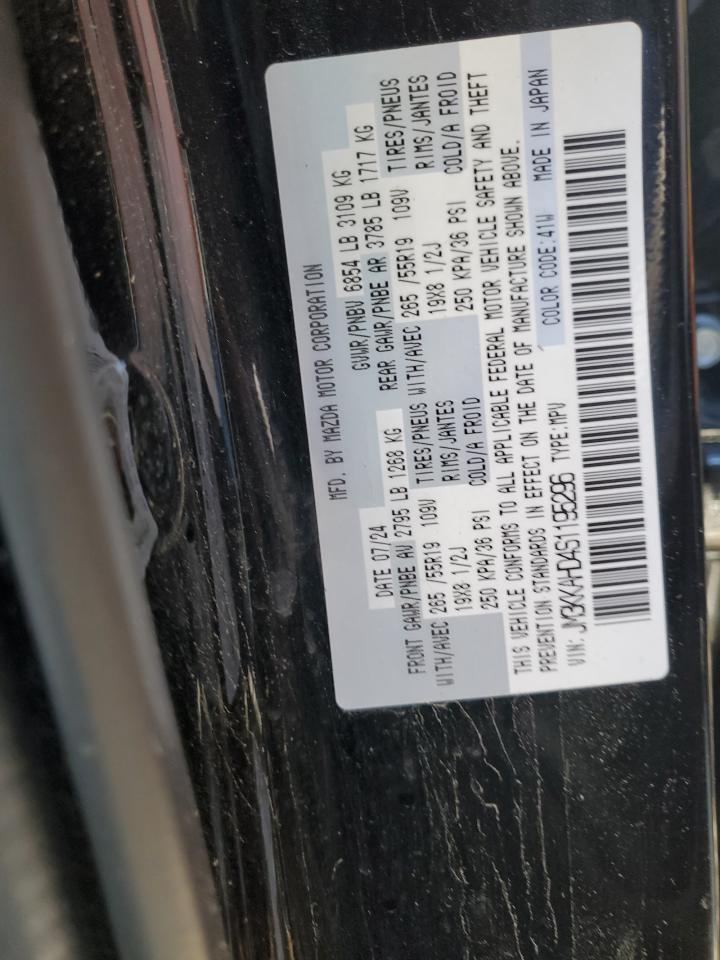 MFD. BY MAZDA MOTOR CORPORATION
DATE 07/24 GVWR/PNBV 6854 LB 3109 KG
FRONT GAWR/PNBE AV 2795 LB 1268 KG REAR GAWR/PNBE AR 3785 LB 1717 KG
WITH/AVEC 265 /55R19 109V TIRES/PNEUS WITH/AVEC 265 /55R19 109V TIRES/PNEUS
19X8 1/2J RIMS/JANTES 19X8 1/2J RIMS/JANTES
250 KPA/36 PSI COLD/A FROID 250 KPA/36 PSI COLD/A FROID
THIS VEHICLE CONFORMS TO ALL APPLICABLE FEDERAL MOTOR VEHICLE SAFETY AND THEFT
PREVENTION STANDARDS IN EFFECT ON THE DATE OF MANUFACTURE SHOWN ABOVE.
VIN: JM3KKAHD4S1195296 TYPE:MPV COLOR CODE:41W MADE IN JAPAN